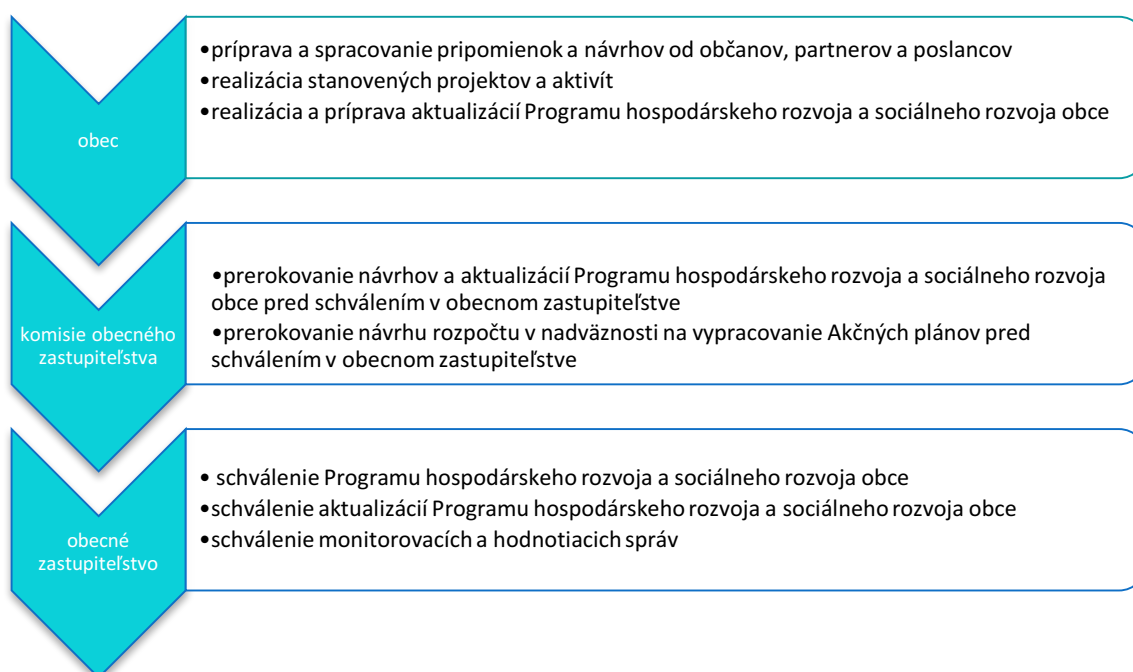 obec
•príprava a spracovanie pripomienok a návrhov od občanov, partnerov a poslancov
•realizácia stanovených projektov a aktivít
•realizácia a príprava aktualizácií Programu hospodárskeho rozvoja a sociálneho rozvoja obce
komisie obecného
zastupiteľstva
•prerokovanie návrhov a aktualizácií Programu hospodárskeho rozvoja a sociálneho rozvoja
obce pred schválením v obecnom zastupiteľstve
•prerokovanie návrhu rozpočtu v nadväznosti na vypracovanie Akčných plánov pred
schválením v obecnom zastupiteľstve
obecné
zastupiteľstvo
• schválenie Programu hospodárskeho rozvoja a sociálneho rozvoja obce
•schválenie aktualizácií Programu hospodárskeho rozvoja a sociálneho rozvoja obce
•schválenie monitorovacích a hodnotiacich správ